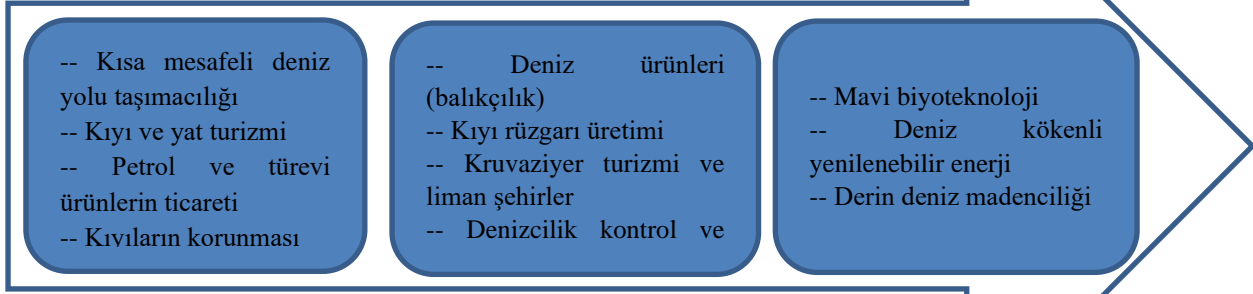 -- Kısa mesafeli deniz
yolu taşımacılığı
-- Kıyı ve yat turizmi
-- Petrol ve türevi
ürünlerin ticareti
-- Kıyıların korunması
-- Deniz ürünleri
(balıkçılık)
-- Kıyı rüzgarı üretimi
-- Kruvaziyer turizmi ve
liman şehirler
-- Denizcilik kontrol ve
-- Mavi biyoteknoloji
-- Deniz kökenli
yenilenebilir enerji
-- Derin deniz madenciliği